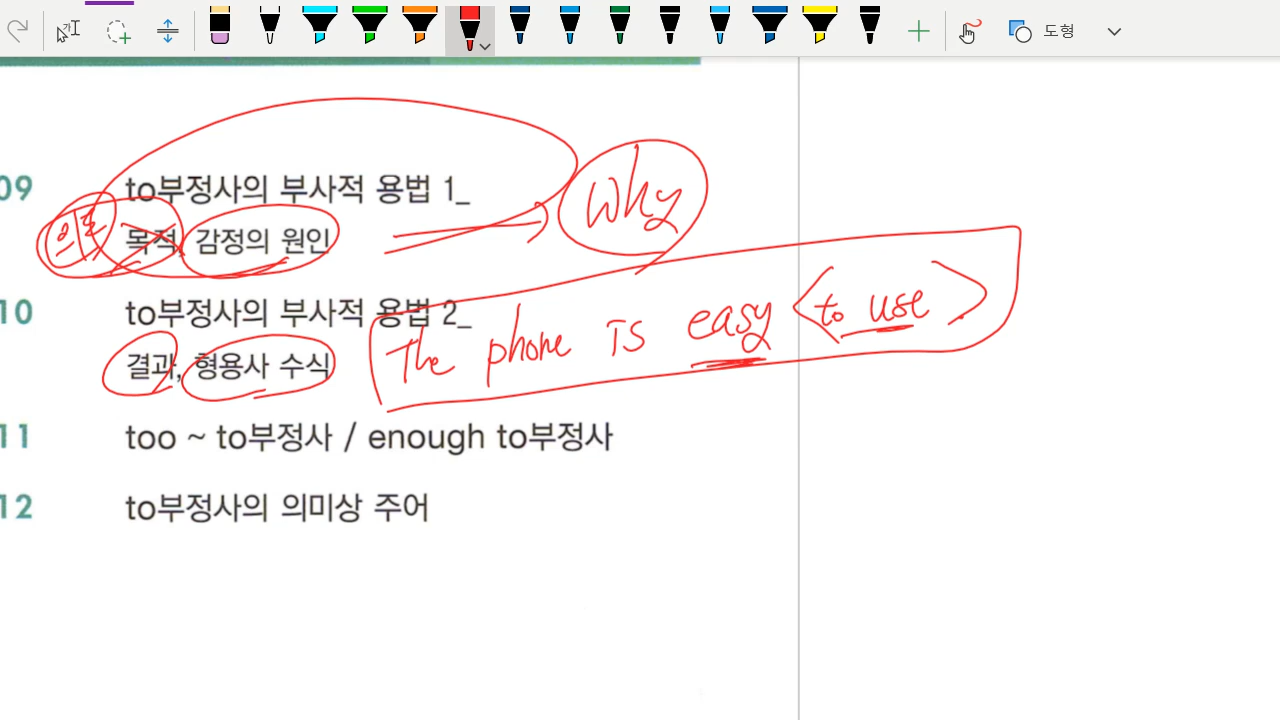 도형
09 to부정사의 부사적 용법 1_
why
의도 목적, 감정의 원인
10 to부정사의 부사적 용법 2_
The phone is easy <to use>
결과, 형용사 수식
11 too ~ to부정사 / enough to부정사
12 to부정사의 의미상 주어